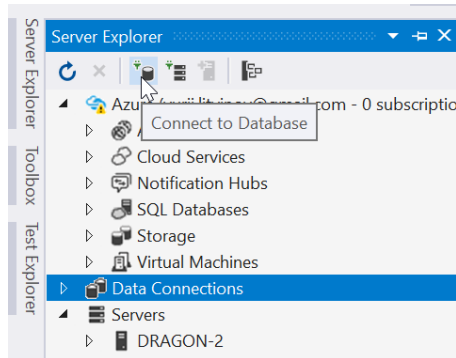 Server Explorer
Toolbox
Test Explorer
Server Explorer
Connect to Database
Cloud Services
Notification Hubs
SQL Databases
Storage
Virtual Machines
Data Connections
Servers
DRAGON-2